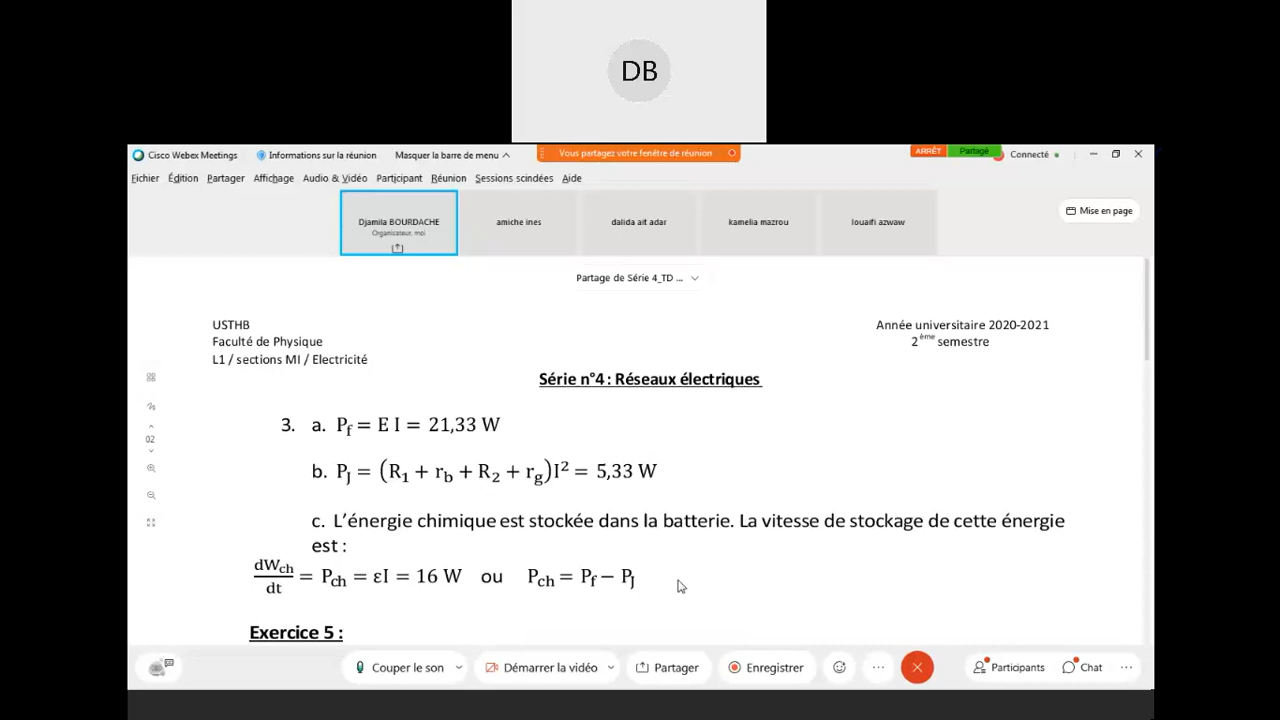 DB
Cisco Webex Meetings
Informations sur la réunion
Masquer la barre de menu
Vous partagez votre fenêtre de réunion
ARRÊT
Partagé
Connecté
Fichier Édition Partager Affichage Audio & Vidéo Participant Réunion Sessions scindées Aide
Djamila BOURDACHE
Organisateur, moi
amiche ines
dalida ait adar
kamelia mazrou
louaifi azwaw
Mise en page
Partage de Série 4_TD ...
USTHB
Année universitaire 2020-2021
Faculté de Physique
2ème semestre
L1 / sections MI / Electricité
Série n°4 : Réseaux électriques
02
3. a. Pf = E I = 21,33 W
b. PJ = (R1 + rb + R2 + rg)I² = 5,33 W
c. L’énergie chimique est stockée dans la batterie. La vitesse de stockage de cette énergie
est :
dWch/dt = Pch = εI = 16 W ou Pch = Pf − PJ
Exercice 5 :
Couper le son
Démarrer la vidéo
Partager
Enregistrer
Participants
Chat